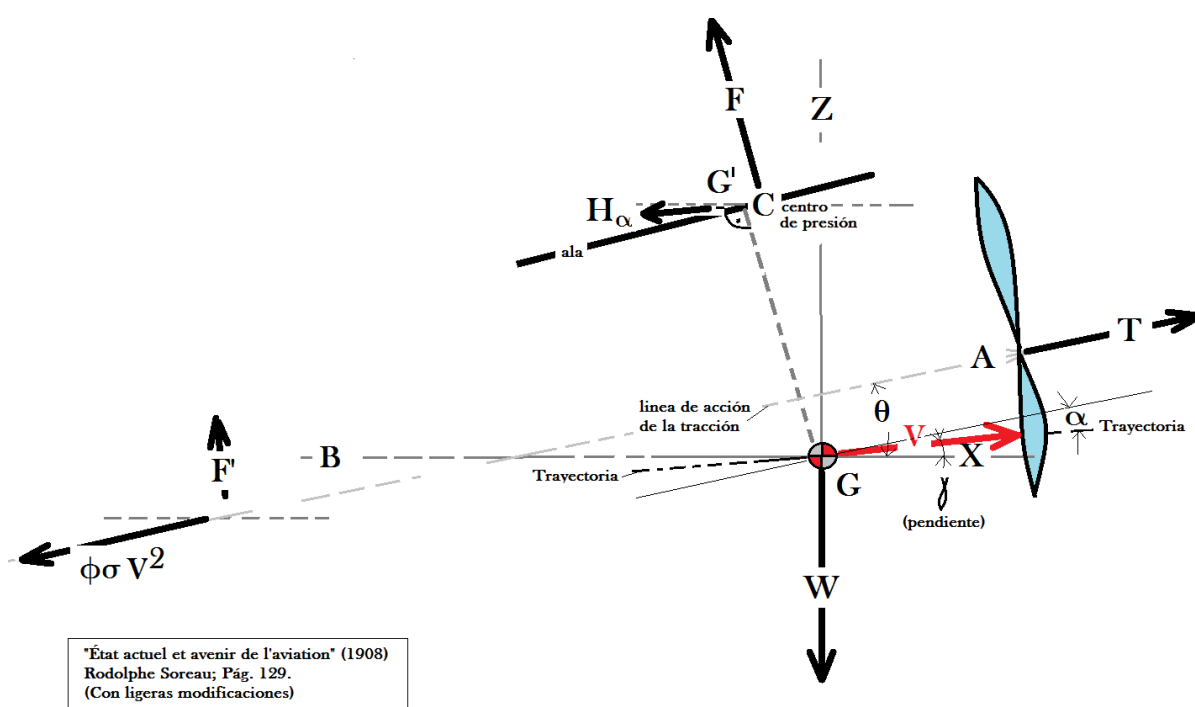 F
Z
G'
C centro
de presión
Hα
ala
T
A
linea de acción
de la tracción
θ
α
V
Trayectoria
B
X
F'
Trayectoria
G
γ
(pendiente)
ϕσ V²
W
"État actuel et avenir de l'aviation" (1908)
Rodolphe Soreau; Pág. 129.
(Con ligeras modificaciones)